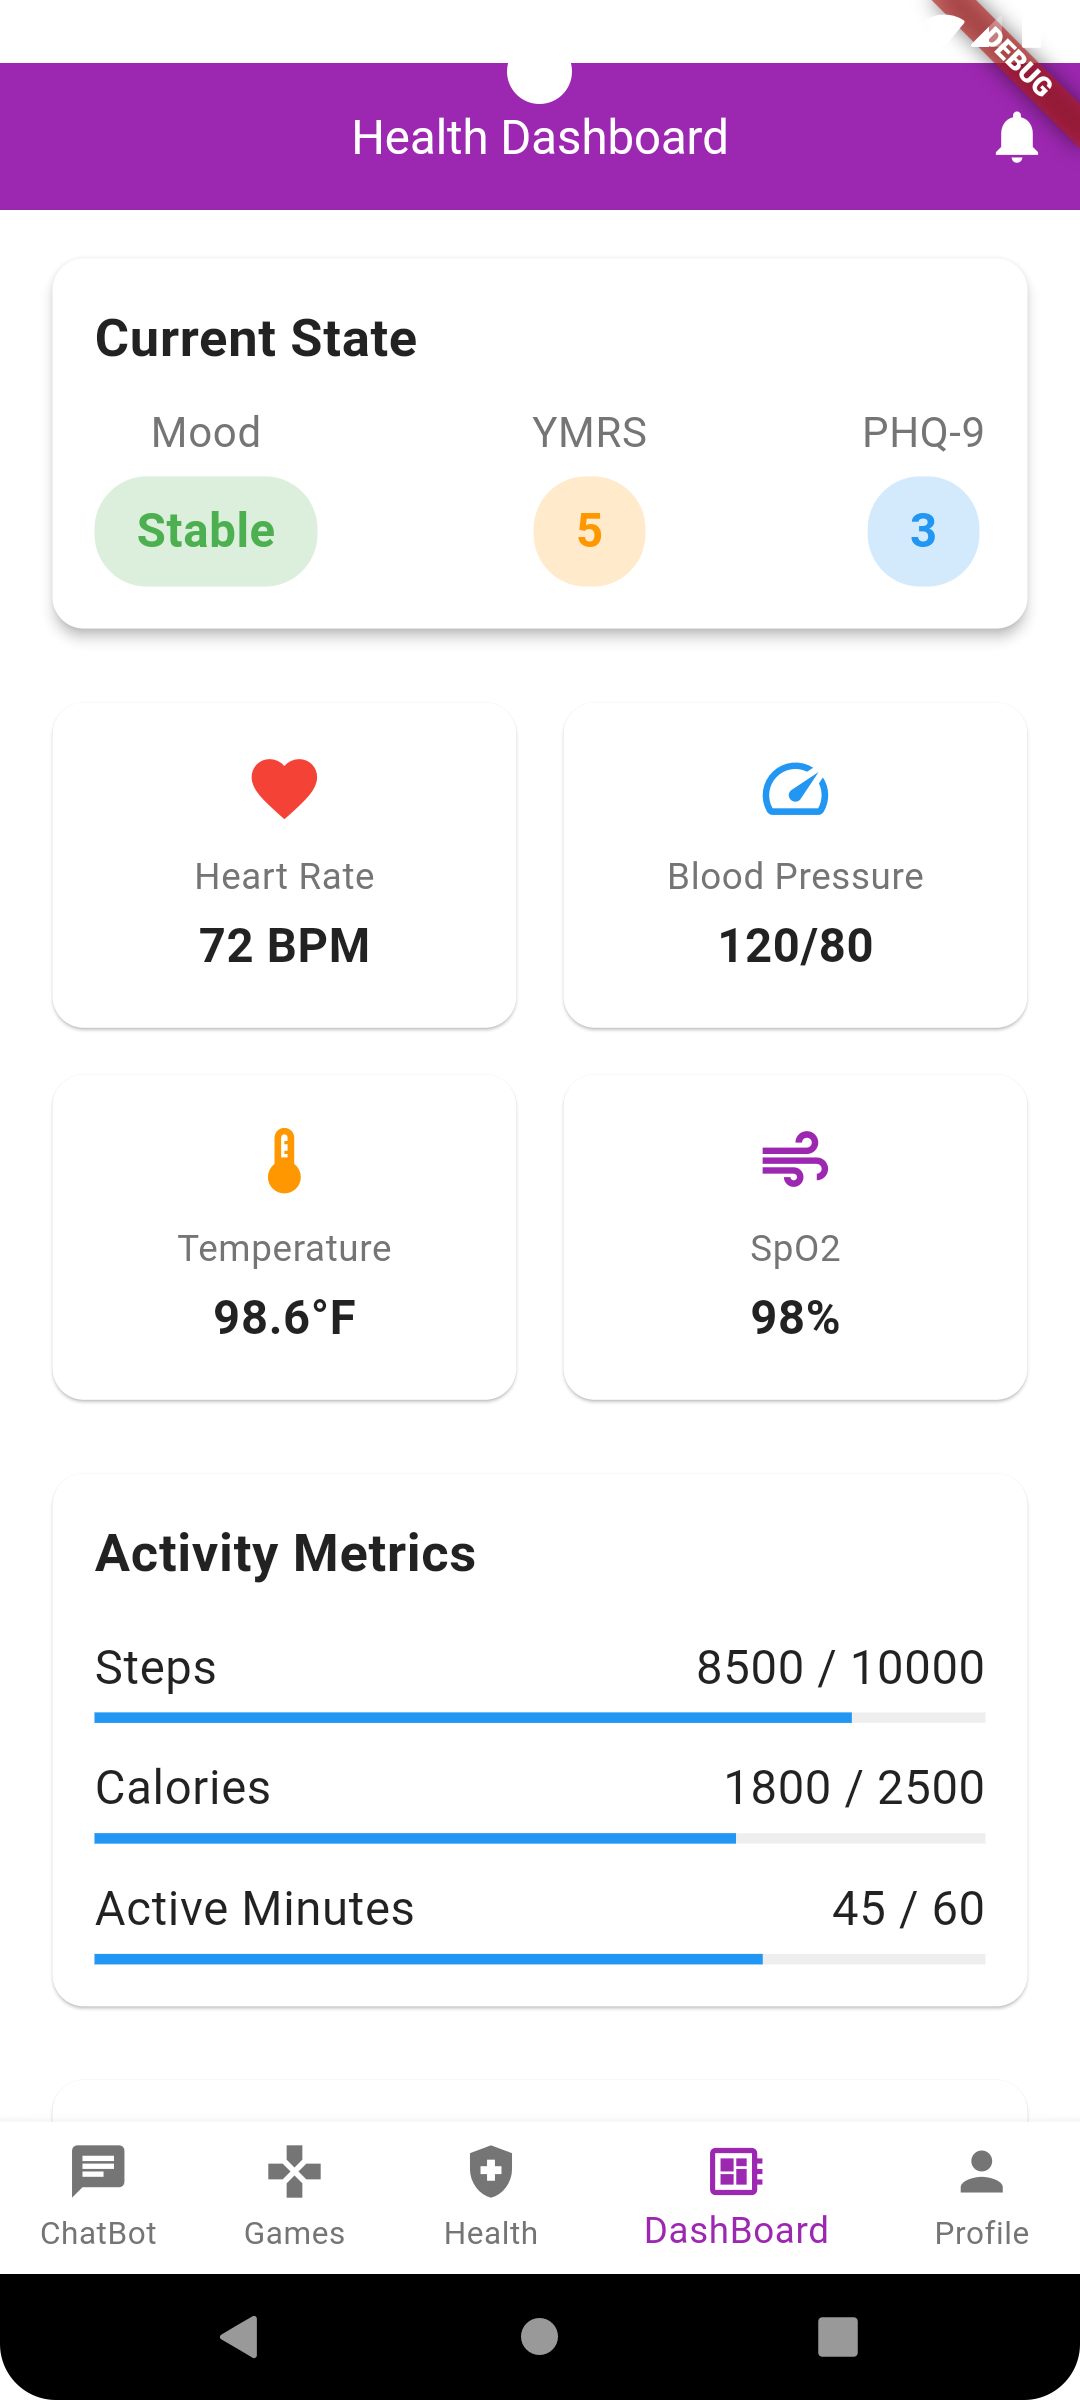 DEBUG
Health Dashboard
Current State
Mood YMRS PHQ-9
Stable 5 3
Heart Rate Blood Pressure
72 BPM 120/80
Temperature SpO2
98.6°F 98%
Activity Metrics
Steps 8500 / 10000
Calories 1800 / 2500
Active Minutes 45 / 60
ChatBot Games Health DashBoard Profile